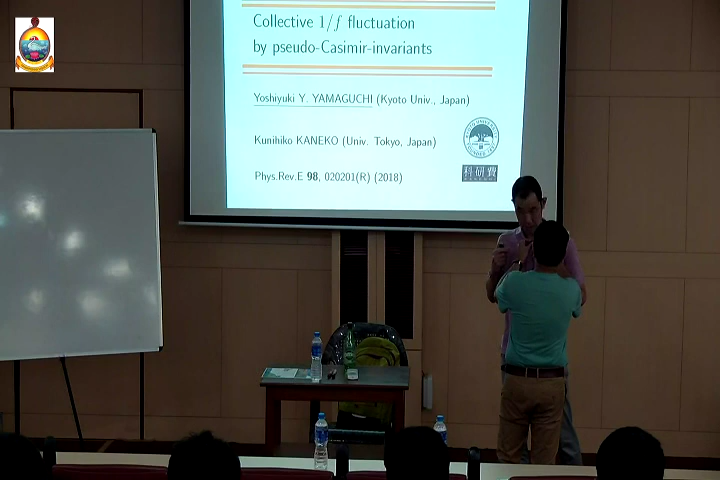 Collective 1/f fluctuation
by pseudo-Casimir-invariants
Yoshiyuki Y. YAMAGUCHI (Kyoto Univ., Japan)
Kunihiko KANEKO (Univ. Tokyo, Japan)
Phys.Rev.E 98, 020201(R) (2018)
科研費